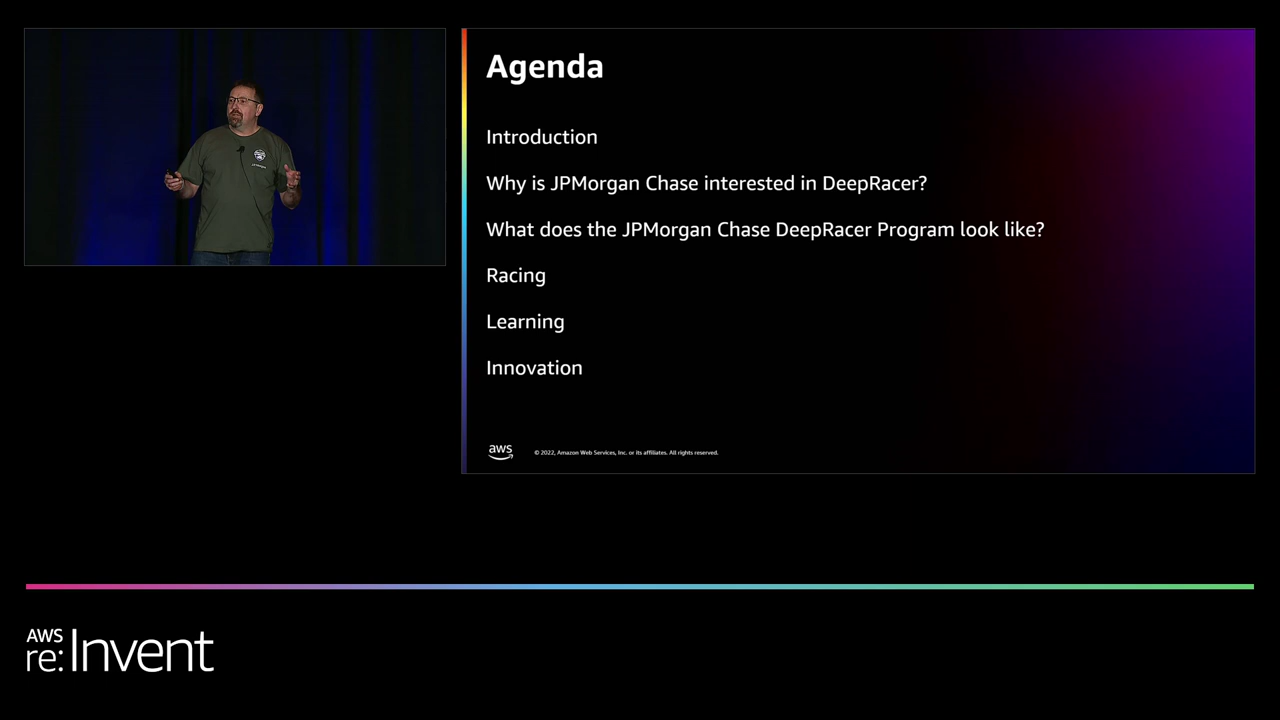 Agenda
Introduction
Why is JPMorgan Chase interested in DeepRacer?
What does the JPMorgan Chase DeepRacer Program look like?
Racing
Learning
Innovation
aws
© 2022, Amazon Web Services, Inc. or its affiliates. All rights reserved.
AWS
re:Invent